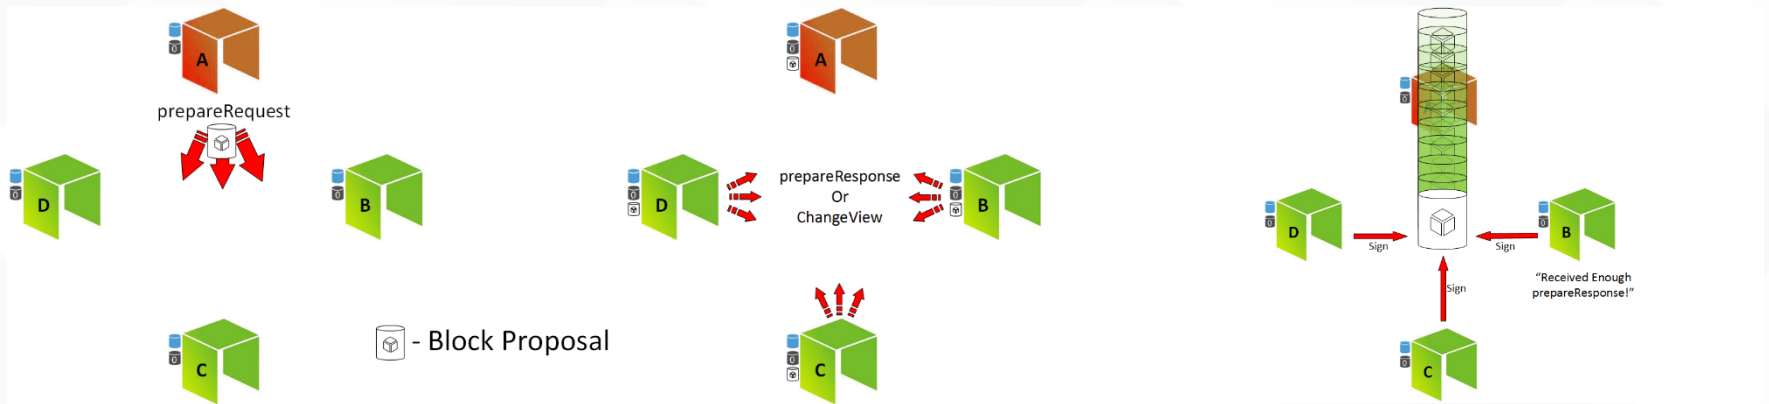 A
prepareRequest
D
B
C
- Block Proposal
A
D
prepareResponse
Or
ChangeView
B
C
D
Sign
Sign
B
"Received Enough
prepareResponse!"
Sign
C